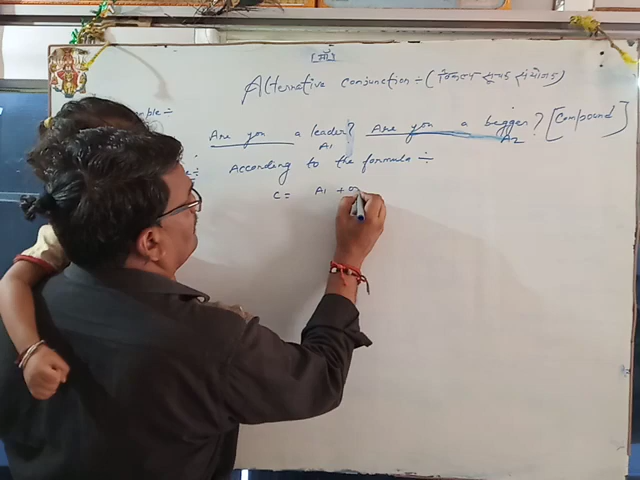 [माँ]
Alternative conjunction ÷ (विकल्प सूचक संयोजक)
ple ÷
Are you a leader? Are you a begger? [Compound]
A1 A2
According to the formula ÷
C = A1 + o